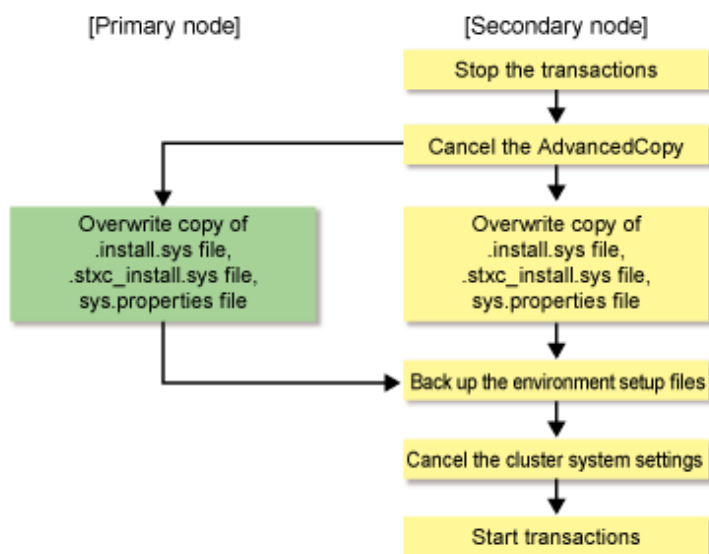 [Primary node]
[Secondary node]
Stop the transactions
Cancel the AdvancedCopy
Overwrite copy of
.install.sys file,
.stxc_install.sys file,
sys.properties file
Overwrite copy of
.install.sys file,
.stxc_install.sys file,
sys.properties file
Back up the environment setup files
Cancel the cluster system settings
Start transactions